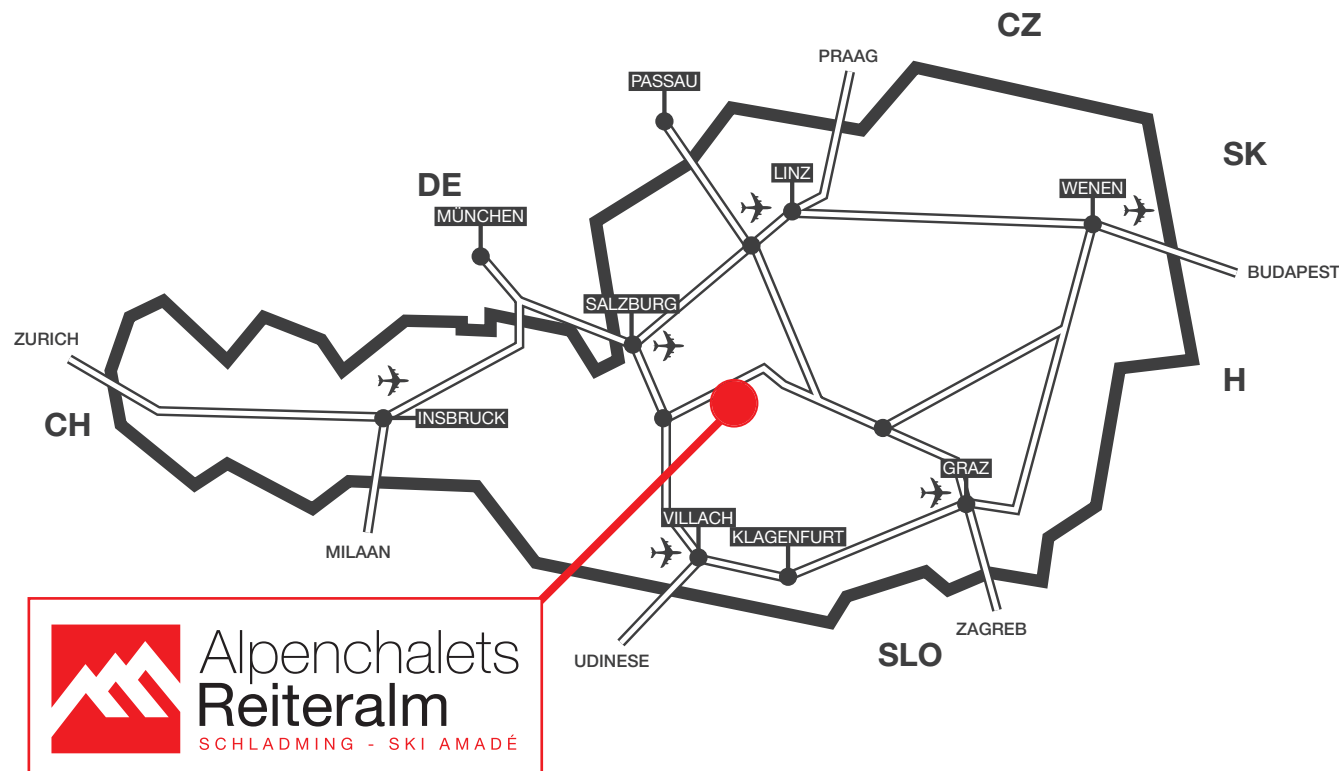 CZ
PRAAG
PASSAU
SK
LINZ
DE
WENEN
MÜNCHEN
BUDAPEST
SALZBURG
ZURICH
H
CH
INSBRUCK
GRAZ
VILLACH
KLAGENFURT
MILAAN
ZAGREB
UDINESE
SLO
Alpenchalets
Reiteralm
SCHLADMING - SKI AMADÉ